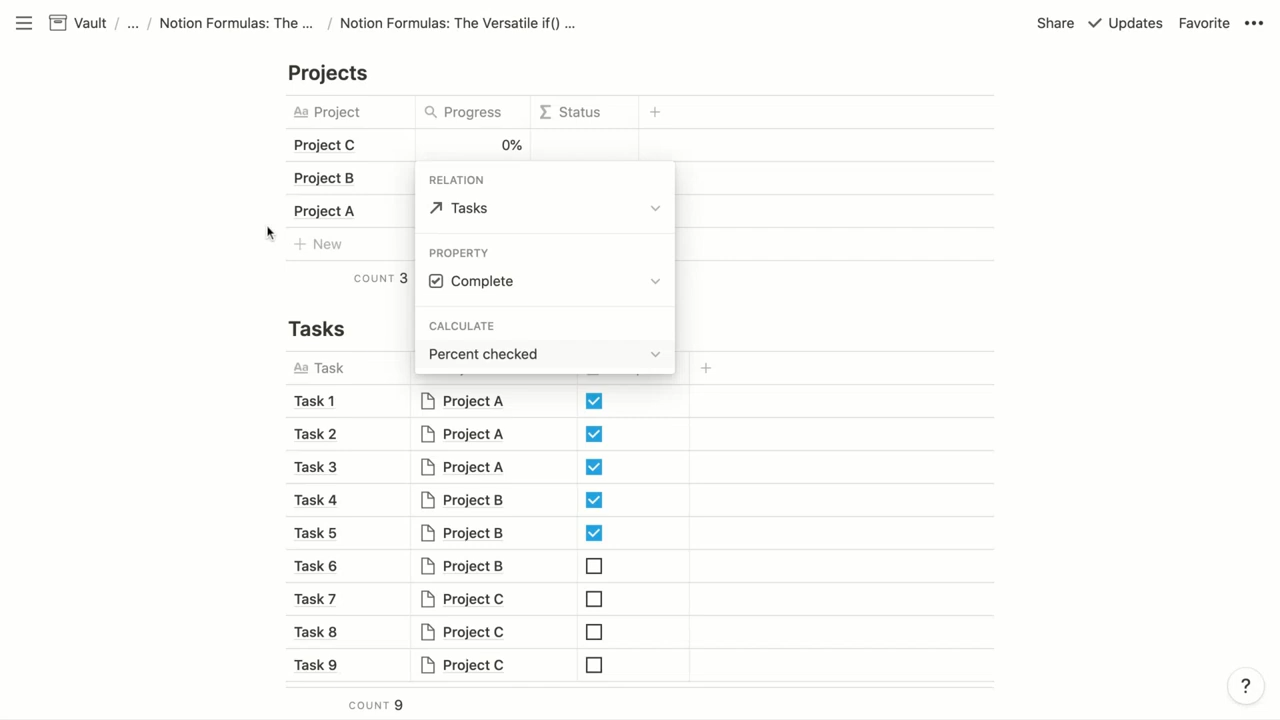 Vault / ... / Notion Formulas: The ... / Notion Formulas: The Versatile if() ... Share Updates Favorite •••
Projects
Aa Project Progress Σ Status +
Project C 0%
Project B
Project A
+ New
COUNT 3
RELATION
Tasks
PROPERTY
Complete
CALCULATE
Percent checked
Tasks
Aa Task +
Task 1 Project A
Task 2 Project A
Task 3 Project A
Task 4 Project B
Task 5 Project B
Task 6 Project B
Task 7 Project C
Task 8 Project C
Task 9 Project C
COUNT 9
?